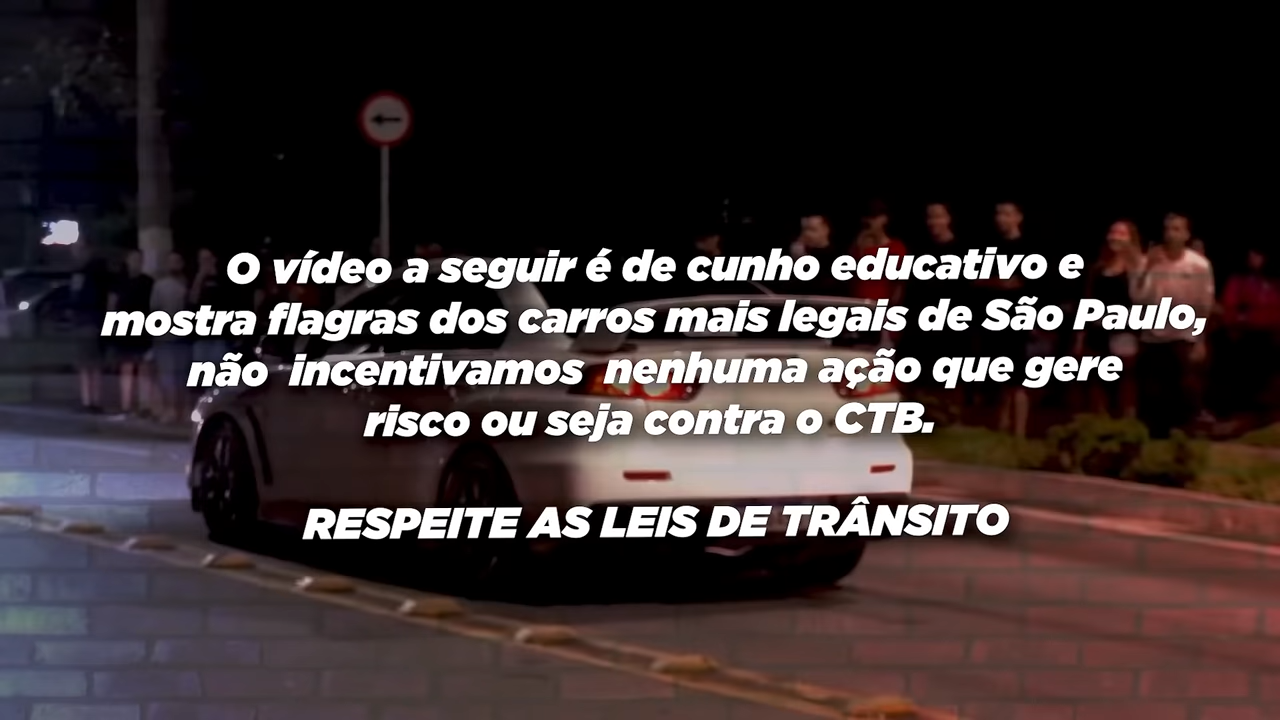 O vídeo a seguir é de cunho educativo e
mostra flagras dos carros mais legais de São Paulo,
não incentivamos nenhuma ação que gere
risco ou seja contra o CTB.
RESPEITE AS LEIS DE TRÂNSITO